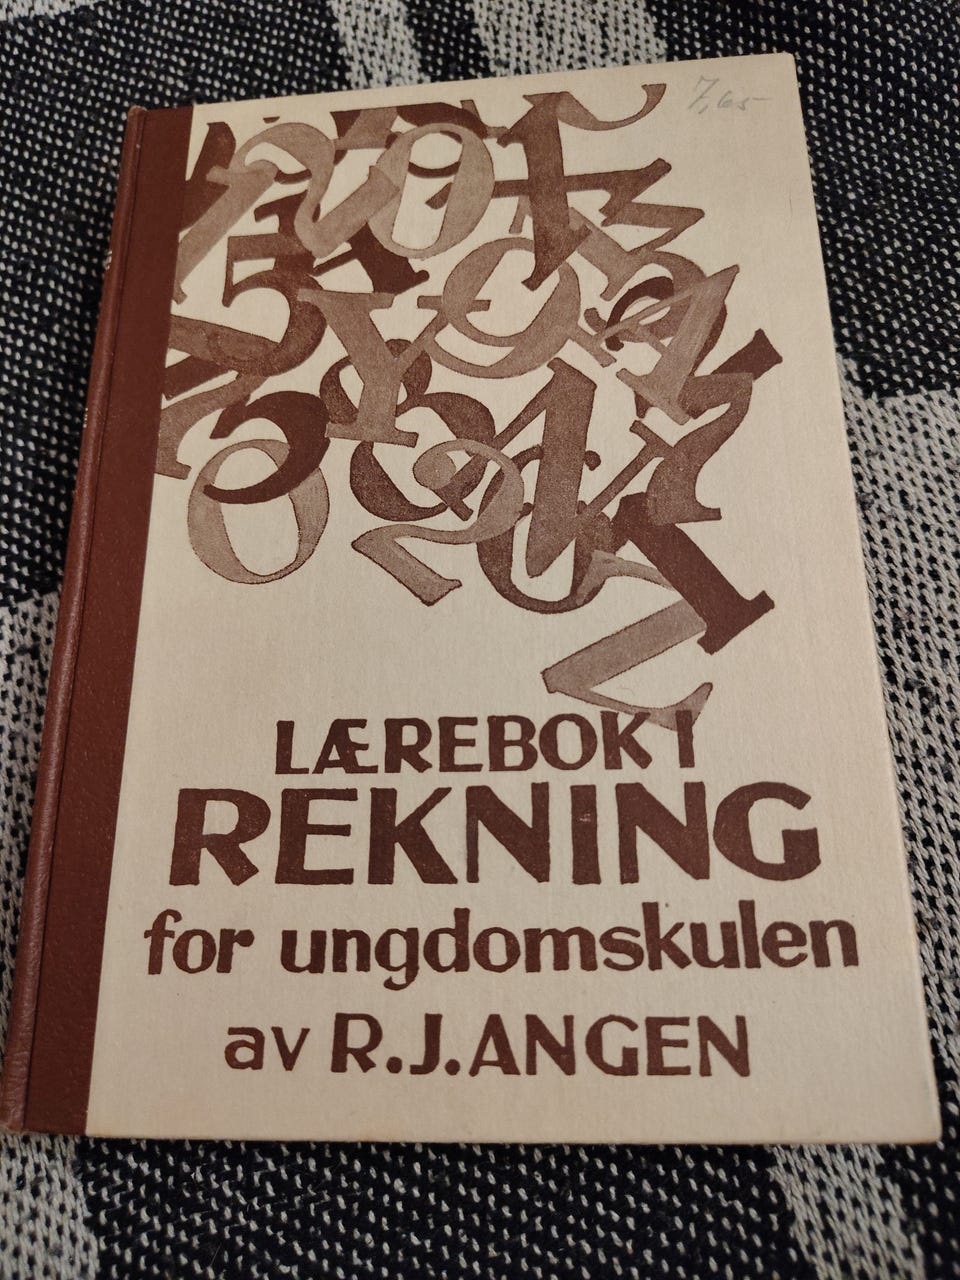 7,65
LÆREBOK I
REKNING
for ungdomskulen
av R.J. ANGEN